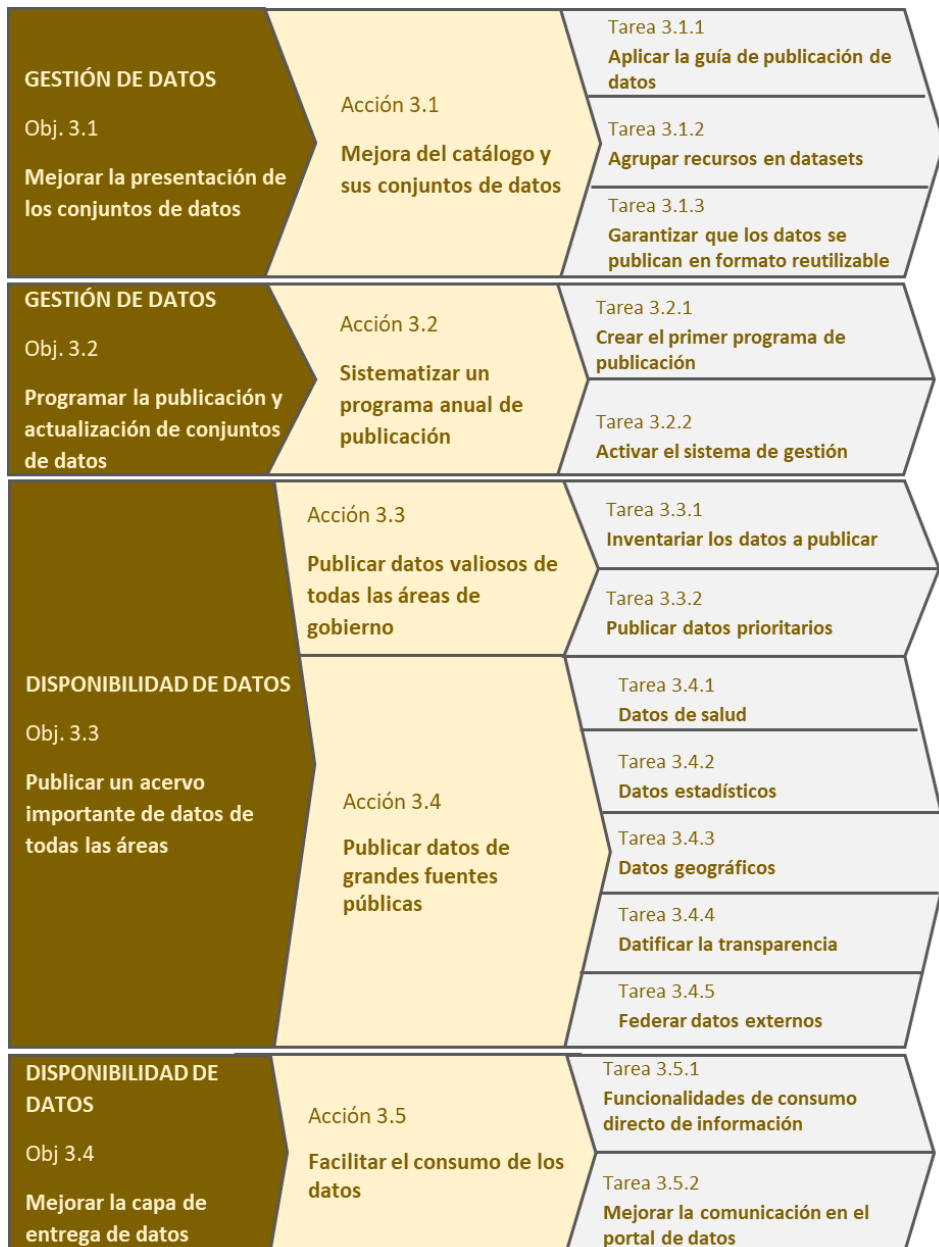 GESTIÓN DE DATOS
Obj. 3.1
Mejorar la presentación de
los conjuntos de datos
Acción 3.1
Mejora del catálogo y
sus conjuntos de datos
Tarea 3.1.1
Aplicar la guía de publicación de
datos
Tarea 3.1.2
Agrupar recursos en datasets
Tarea 3.1.3
Garantizar que los datos se
publican en formato reutilizable
GESTIÓN DE DATOS
Obj. 3.2
Programar la publicación y
actualización de conjuntos
de datos
Acción 3.2
Sistematizar un
programa anual de
publicación
Tarea 3.2.1
Crear el primer programa de
publicación
Tarea 3.2.2
Activar el sistema de gestión
DISPONIBILIDAD DE DATOS
Obj. 3.3
Publicar un acervo
importante de datos de
todas las áreas
Acción 3.3
Publicar datos valiosos de
todas las áreas de
gobierno
Tarea 3.3.1
Inventariar los datos a publicar
Tarea 3.3.2
Publicar datos prioritarios
Acción 3.4
Publicar datos de
grandes fuentes
públicas
Tarea 3.4.1
Datos de salud
Tarea 3.4.2
Datos estadísticos
Tarea 3.4.3
Datos geográficos
Tarea 3.4.4
Datificar la transparencia
Tarea 3.4.5
Federar datos externos
DISPONIBILIDAD DE
DATOS
Obj 3.4
Mejorar la capa de
entrega de datos
Acción 3.5
Facilitar el consumo de los
datos
Tarea 3.5.1
Funcionalidades de consumo
directo de información
Tarea 3.5.2
Mejorar la comunicación en el
portal de datos